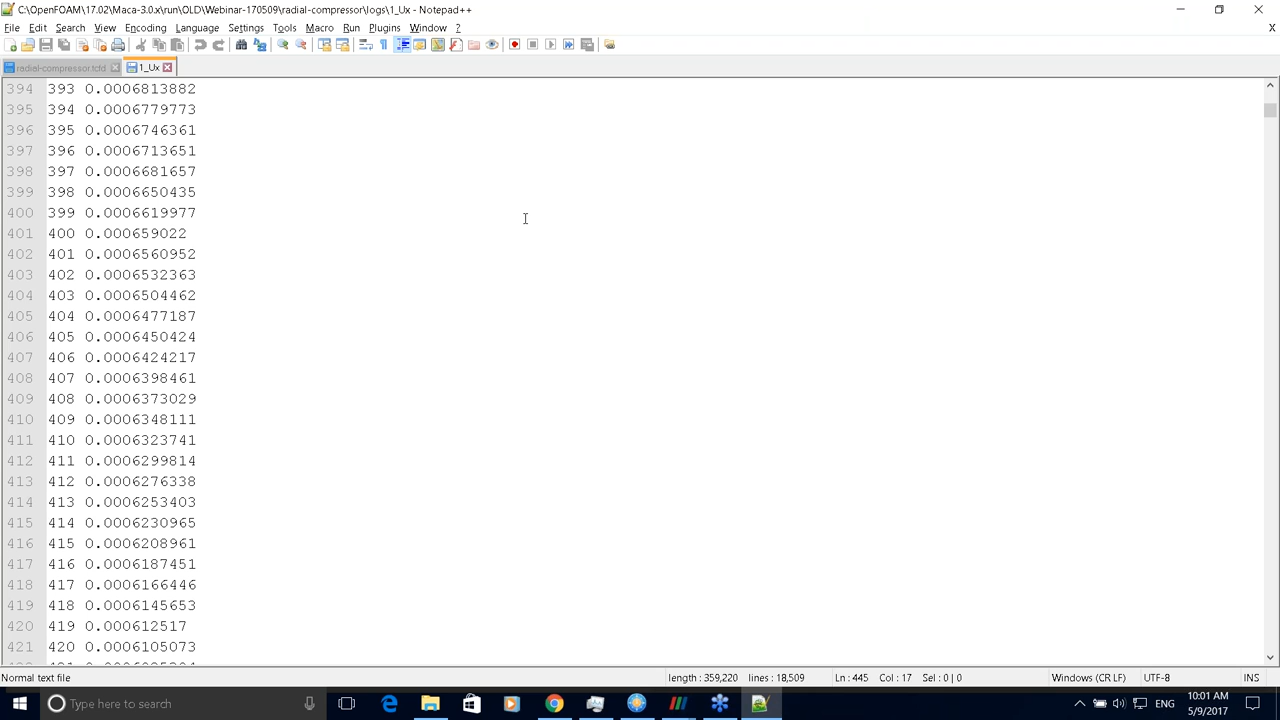 C:\OpenFOAM\17.02\Maca-3.0.x\run\OLD\Webinar-170509\radial-compressor\logs\1_Ux - Notepad++
File Edit Search View Encoding Language Settings Tools Macro Run Plugins Window ? X
radial-compressor.tcfd 1_Ux
394 393 0.0006813882
395 394 0.0006779773
396 395 0.0006746361
397 396 0.0006713651
398 397 0.0006681657
399 398 0.0006650435
400 399 0.0006619977
401 400 0.000659022
402 401 0.0006560952
403 402 0.0006532363
404 403 0.0006504462
405 404 0.0006477187
406 405 0.0006450424
407 406 0.0006424217
408 407 0.0006398461
409 408 0.0006373029
410 409 0.0006348111
411 410 0.0006323741
412 411 0.0006299814
413 412 0.0006276338
414 413 0.0006253403
415 414 0.0006230965
416 415 0.0006208961
417 416 0.0006187451
418 417 0.0006166446
419 418 0.0006145653
420 419 0.000612517
421 420 0.0006105073
Normal text file length : 359,220 lines : 18,509 Ln : 445 Col : 17 Sel : 0 | 0 Windows (CR LF) UTF-8 INS
Type here to search ENG 10:01 AM
5/9/2017